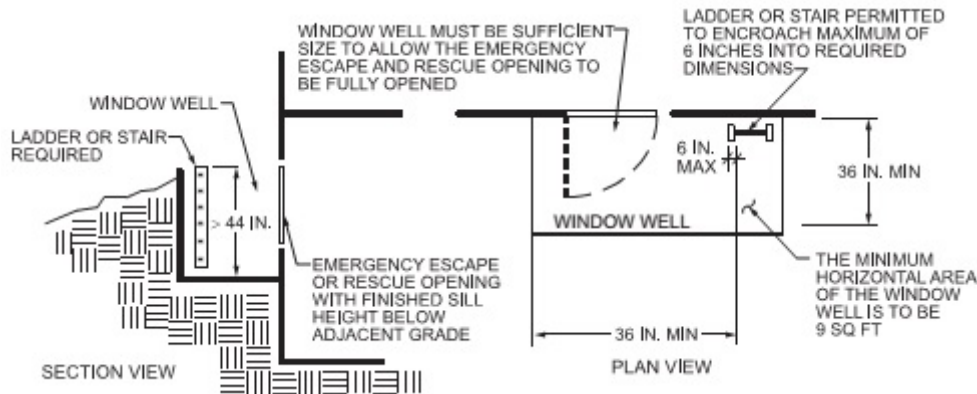 WINDOW WELL MUST BE SUFFICIENT
SIZE TO ALLOW THE EMERGENCY
ESCAPE AND RESCUE OPENING TO
BE FULLY OPENED
LADDER OR STAIR PERMITTED
TO ENCROACH MAXIMUM OF
6 INCHES INTO REQUIRED
DIMENSIONS
WINDOW WELL
LADDER OR STAIR
REQUIRED
> 44 IN.
EMERGENCY ESCAPE
OR RESCUE OPENING
WITH FINISHED SILL
HEIGHT BELOW
ADJACENT GRADE
SECTION VIEW
6 IN.
MAX
36 IN. MIN
WINDOW WELL
THE MINIMUM
HORIZONTAL AREA
OF THE WINDOW
WELL IS TO BE
9 SQ FT
36 IN. MIN
PLAN VIEW